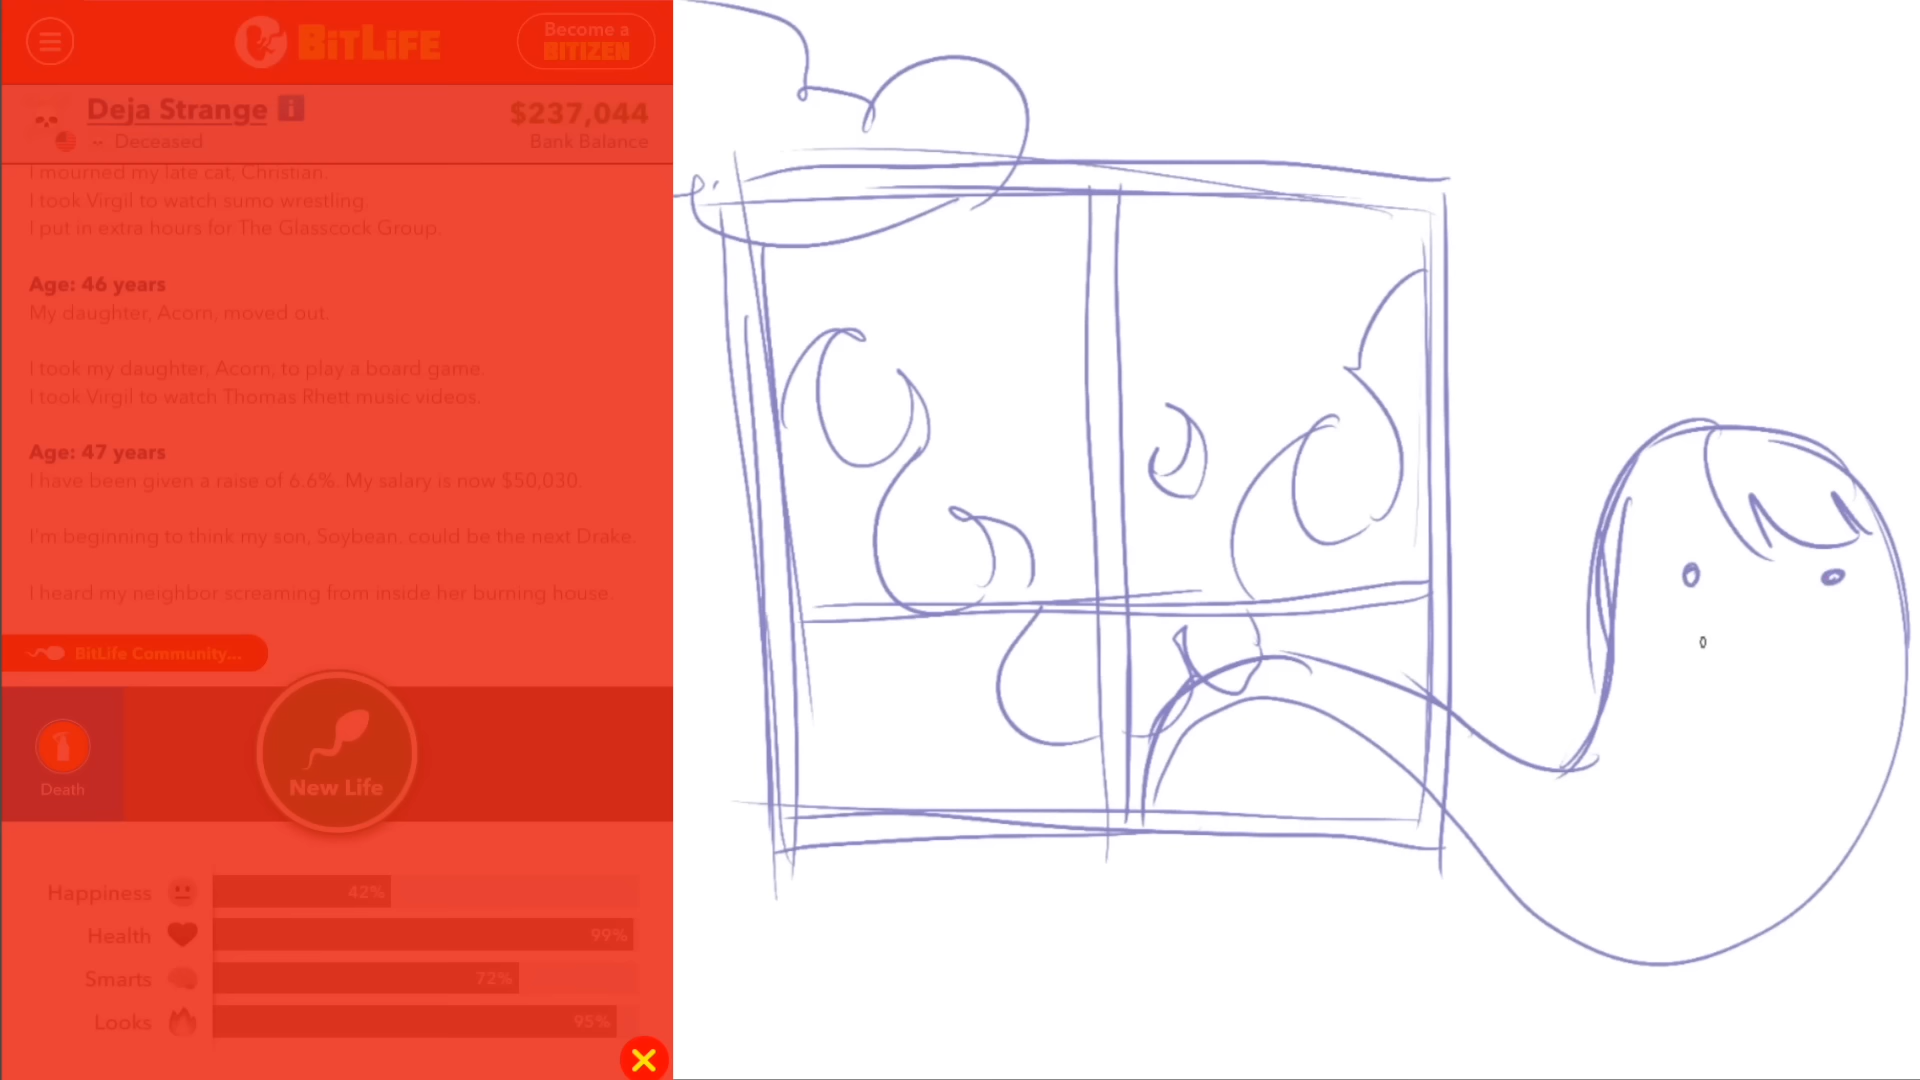 BITLIFE
Become a
BITIZEN
Deja Strange i
$237,044
-- Deceased
Bank Balance
I mourned my late cat, Christian.
I took Virgil to watch sumo wrestling.
I put in extra hours for The Glasscock Group.
Age: 46 years
My daughter, Acorn, moved out.
I took my daughter, Acorn, to play a board game.
I took Virgil to watch Thomas Rhett music videos.
Age: 47 years
I have been given a raise of 6.6%. My salary is now $50,030.
I'm beginning to think my son, Soybean, could be the next Drake.
I heard my neighbor screaming from inside her burning house.
BitLife Community...
Death
New Life
Happiness 42%
Health 99%
Smarts 72%
Looks 95%